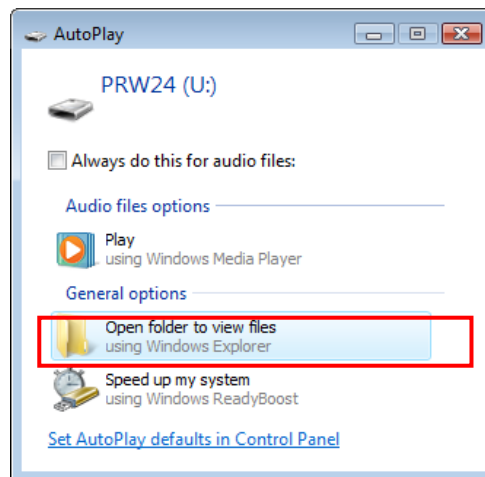 AutoPlay
PRW24 (U:)
Always do this for audio files:
Audio files options
Play
using Windows Media Player
General options
Open folder to view files
using Windows Explorer
Speed up my system
using Windows ReadyBoost
Set AutoPlay defaults in Control Panel